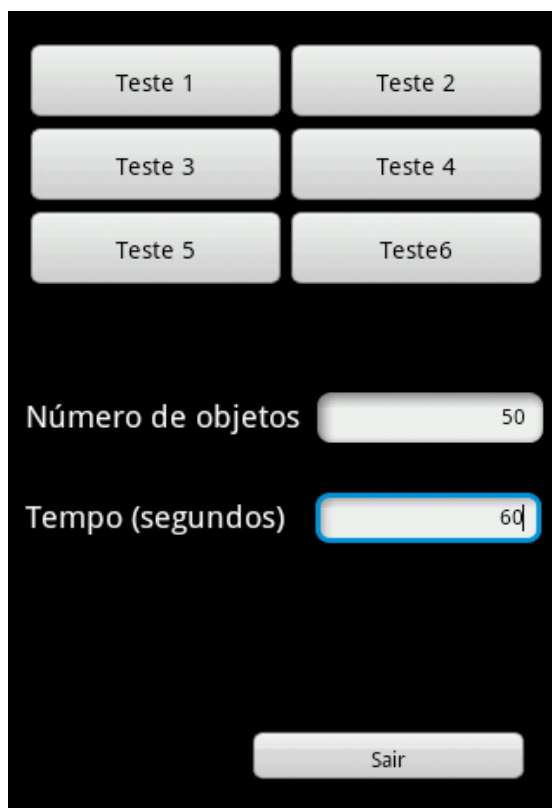 Teste 1 Teste 2
Teste 3 Teste 4
Teste 5 Teste6
Número de objetos 50
Tempo (segundos) 60
Sair